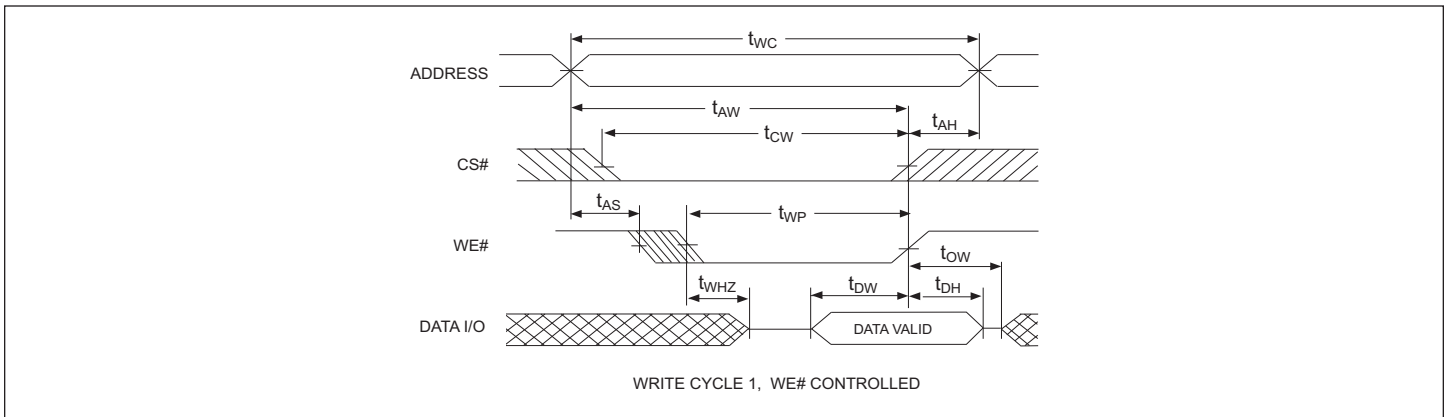 tWC
ADDRESS
tAW
tCW
tAH
CS#
tAS
tWP
WE#
tOW
tWHZ
tDW
tDH
DATA I/O
DATA VALID
WRITE CYCLE 1, WE# CONTROLLED